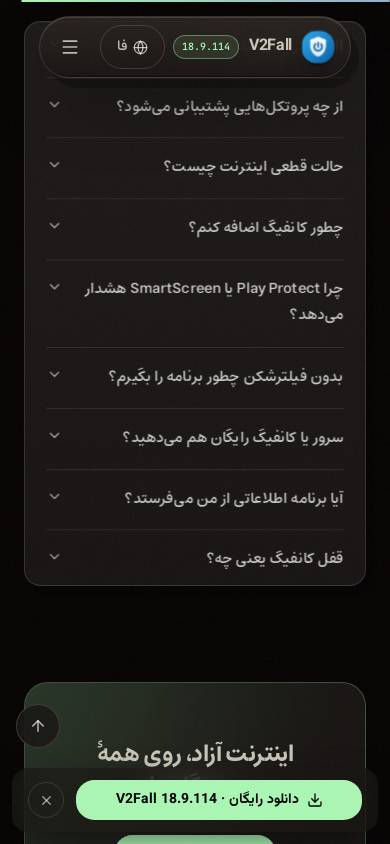 V2Fall 18.9.114 فا
از چه پروتکل‌هایی پشتیبانی می‌شود؟
حالت قطعی اینترنت چیست؟
چطور کانفیگ اضافه کنم؟
چرا Play Protect یا SmartScreen هشدار
می‌دهد؟
بدون فیلترشکن چطور برنامه را بگیرم؟
سرور یا کانفیگ رایگان هم می‌دهید؟
آیا برنامه اطلاعاتی از من می‌فرستد؟
قفل کانفیگ یعنی چه؟
اینترنت آزاد، روی همهٔ
دانلود رایگان · V2Fall 18.9.114